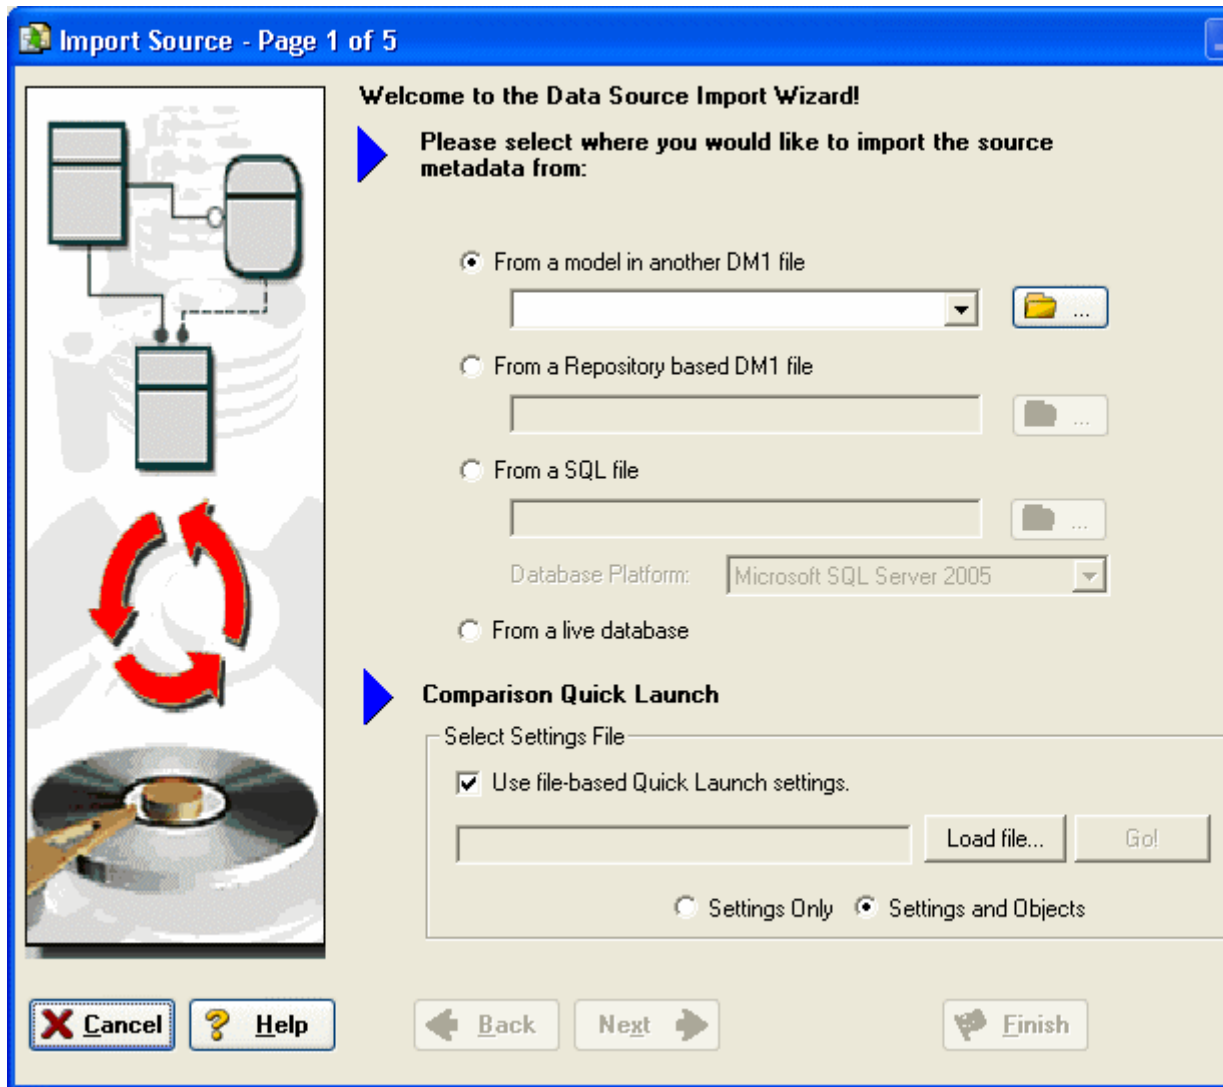 Import Source - Page 1 of 5
Welcome to the Data Source Import Wizard!
Please select where you would like to import the source
metadata from:
From a model in another DM1 file
...
From a Repository based DM1 file
...
From a SQL file
...
Database Platform: Microsoft SQL Server 2005
From a live database
Comparison Quick Launch
Select Settings File
Use file-based Quick Launch settings.
Load file... Go!
Settings Only Settings and Objects
Cancel Help Back Next Finish